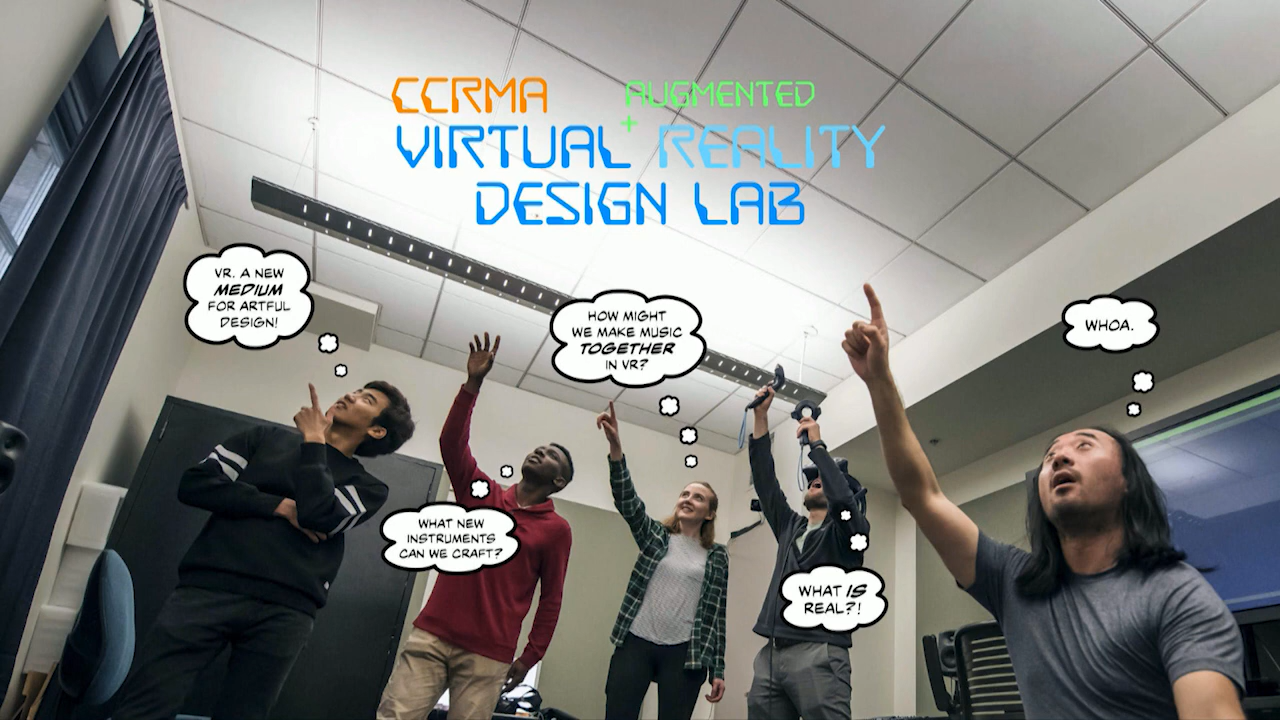 CCRMA
AUGMENTED
+
VIRTUAL REALITY
DESIGN LAB
VR. A NEW
MEDIUM
FOR ARTFUL
DESIGN!
HOW MIGHT
WE MAKE MUSIC
TOGETHER
IN VR?
WHOA.
WHAT NEW
INSTRUMENTS
CAN WE CRAFT?
WHAT IS
REAL?!